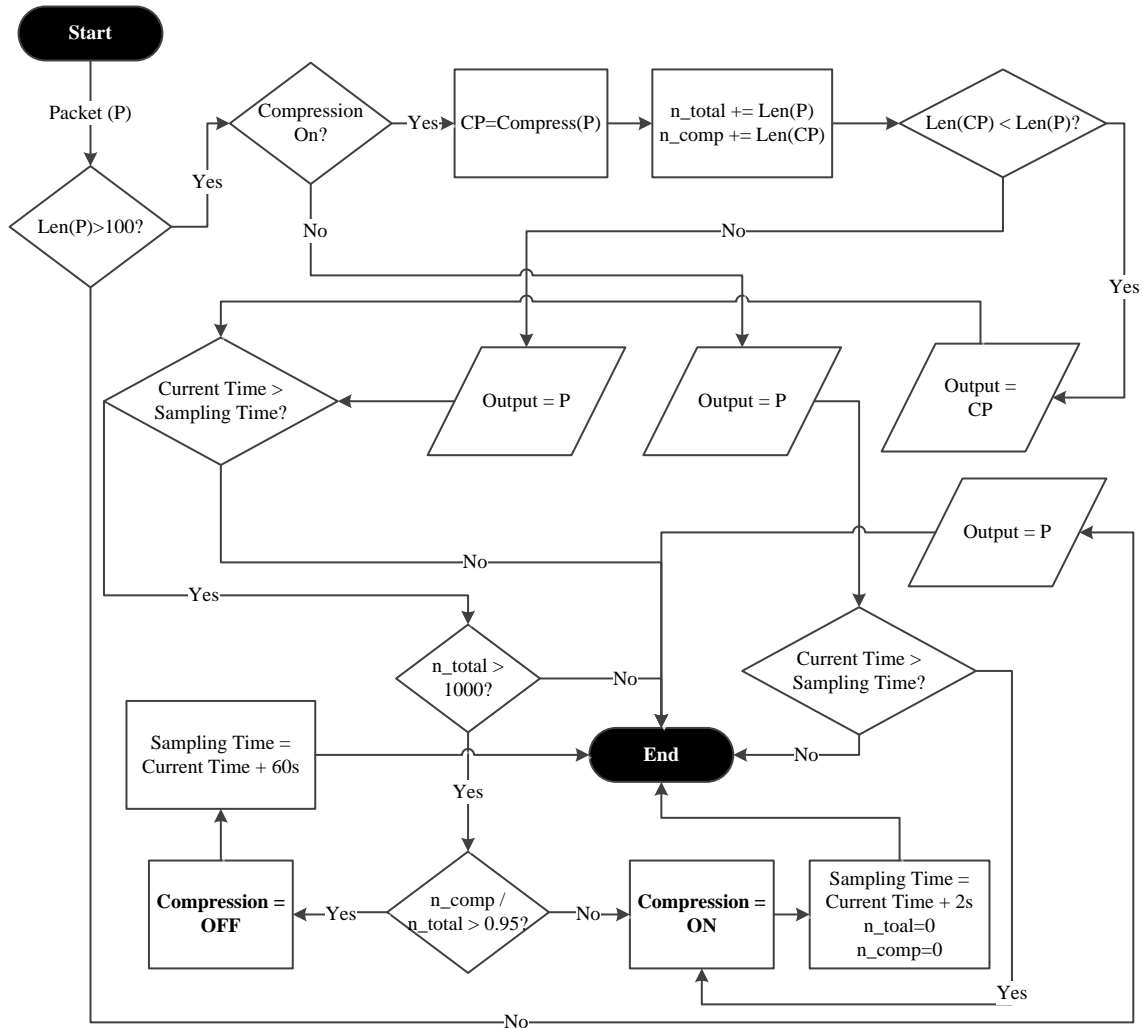 Start
Packet (P)
Len(P)>100?
Yes
Compression
On?
Yes
CP=Compress(P)
n_total += Len(P)
n_comp += Len(CP)
Len(CP) < Len(P)?
No
No
Yes
Current Time >
Sampling Time?
Output = P
Output = P
Output =
CP
Output = P
No
Yes
n_total >
1000?
No
Current Time >
Sampling Time?
Sampling Time =
Current Time + 60s
End
No
Yes
Compression =
OFF
Yes
n_comp /
n_total > 0.95?
No
Compression =
ON
Sampling Time =
Current Time + 2s
n_toal=0
n_comp=0
Yes
No